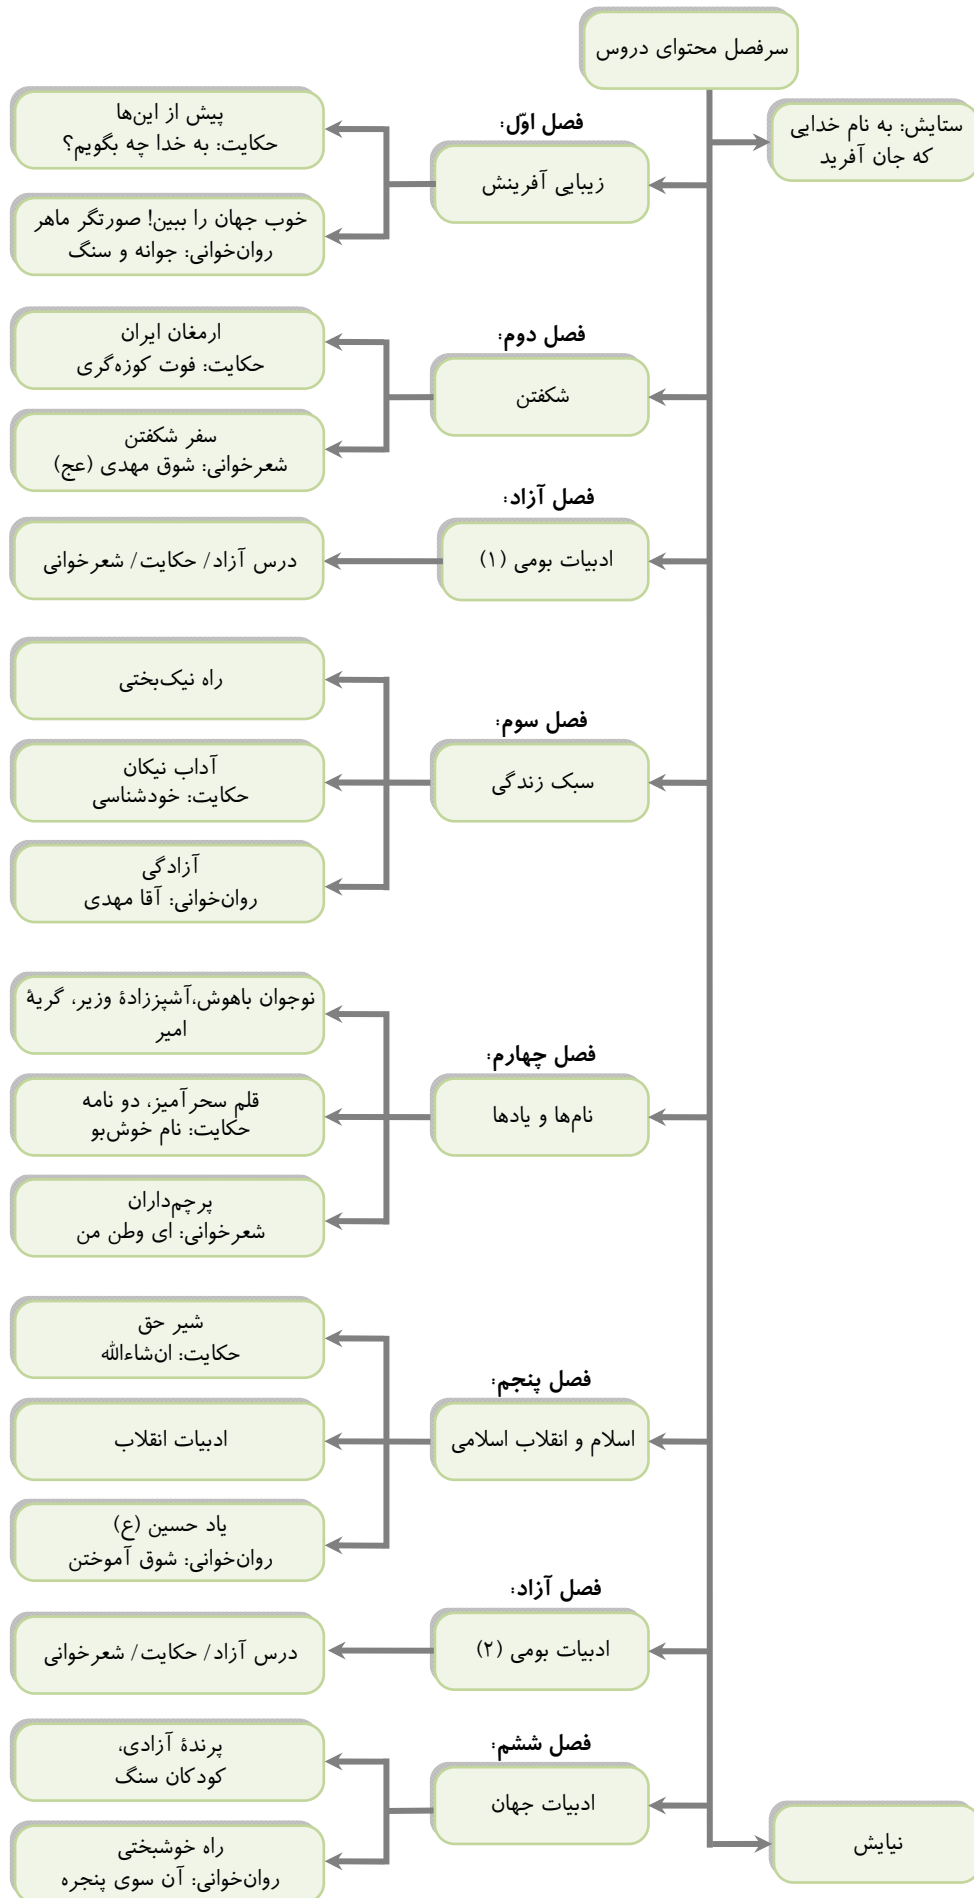 سرفصل محتوای دروس
ستایش: به نام خدایی
که جان آفرید
فصل اوّل:
زیبایی آفرینش
پیش از این‌ها
حکایت: به خدا چه بگویم؟
خوب جهان را ببین! صورتگر ماهر
روان‌خوانی: جوانه و سنگ
فصل دوم:
شکفتن
ارمغان ایران
حکایت: فوت کوزه‌گری
سفر شکفتن
شعرخوانی: شوق مهدی (عج)
فصل آزاد:
ادبیات بومی (۱)
درس آزاد/ حکایت/ شعرخوانی
فصل سوم:
سبک زندگی
راه نیک‌بختی
آداب نیکان
حکایت: خودشناسی
آزادگی
روان‌خوانی: آقا مهدی
فصل چهارم:
نام‌ها و یادها
نوجوان باهوش،آشپززادهٔ وزیر، گریهٔ
امیر
قلم سحرآمیز، دو نامه
حکایت: نام خوش‌بو
پرچم‌داران
شعرخوانی: ای وطن من
فصل پنجم:
اسلام و انقلاب اسلامی
شیر حق
حکایت: ان‌شاءالله
ادبیات انقلاب
یاد حسین (ع)
روان‌خوانی: شوق آموختن
فصل آزاد:
ادبیات بومی (۲)
درس آزاد/ حکایت/ شعرخوانی
فصل ششم:
ادبیات جهان
پرندهٔ آزادی،
کودکان سنگ
راه خوشبختی
روان‌خوانی: آن سوی پنجره
نیایش